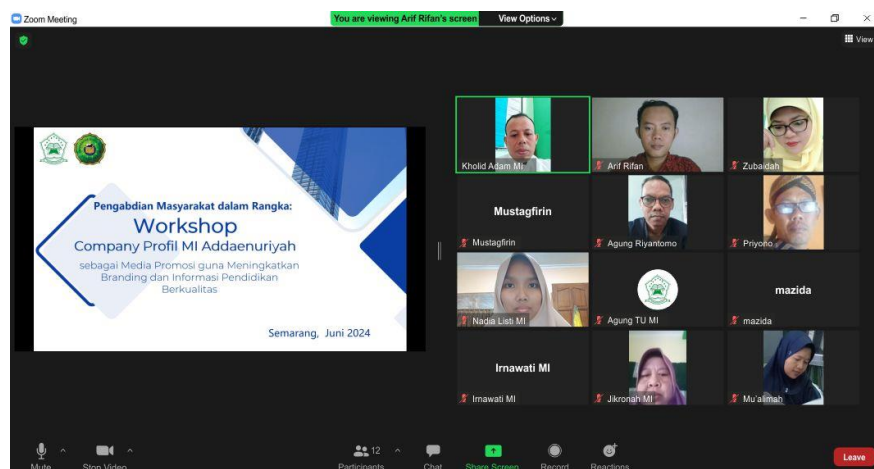 Zoom Meeting
You are viewing Arif Rifan's screen
View Options
View
Pengabdian Masyarakat dalam Rangka:
Workshop
Company Profil MI Addaenuriyah
sebagai Media Promosi guna Meningkatkan
Branding dan Informasi Pendidikan
Berkualitas
Semarang, Juni 2024
Kholid Adam MI
Arif Rifan
Zubaidah
Mustagfirin
Mustagfirin
Agung Riyantomo
Priyono
Nadia Listi MI
Agung TU MI
mazida
mazida
Irnawati MI
Irnawati MI
Jikronah MI
Mu'alimah
Mute
Stop Video
12
Participants
Chat
Share Screen
Record
Reactions
Leave